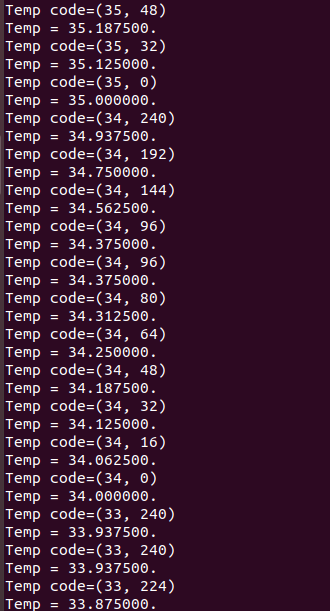 Temp code=(35, 48)
Temp = 35.187500.
Temp code=(35, 32)
Temp = 35.125000.
Temp code=(35, 0)
Temp = 35.000000.
Temp code=(34, 240)
Temp = 34.937500.
Temp code=(34, 192)
Temp = 34.750000.
Temp code=(34, 144)
Temp = 34.562500.
Temp code=(34, 96)
Temp = 34.375000.
Temp code=(34, 96)
Temp = 34.375000.
Temp code=(34, 80)
Temp = 34.312500.
Temp code=(34, 64)
Temp = 34.250000.
Temp code=(34, 48)
Temp = 34.187500.
Temp code=(34, 32)
Temp = 34.125000.
Temp code=(34, 16)
Temp = 34.062500.
Temp code=(34, 0)
Temp = 34.000000.
Temp code=(33, 240)
Temp = 33.937500.
Temp code=(33, 240)
Temp = 33.937500.
Temp code=(33, 224)
Temp = 33.875000.